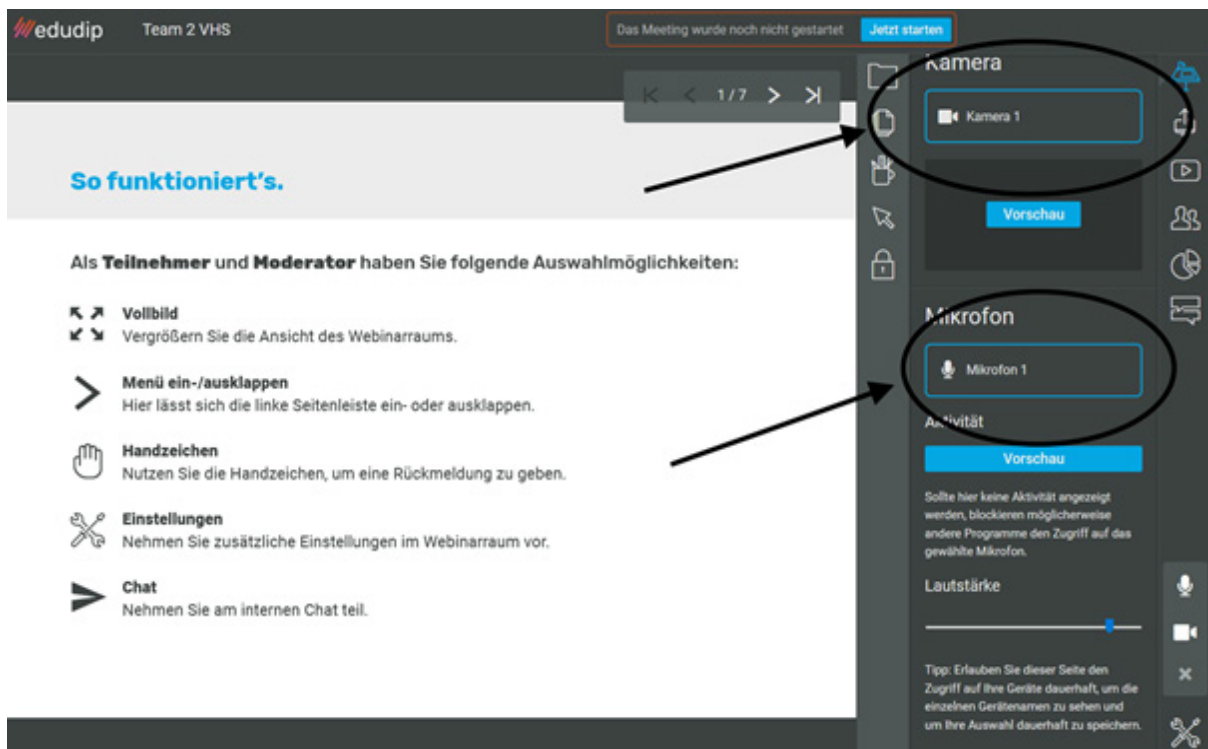 edudip
Team 2 VHS
Das Meeting wurde noch nicht gestartet
Jetzt starten
1 / 7
So funktioniert's.
Als Teilnehmer und Moderator haben Sie folgende Auswahlmöglichkeiten:
Vollbild
Vergrößern Sie die Ansicht des Webinarraums.
Menü ein-/ausklappen
Hier lässt sich die linke Seitenleiste ein- oder ausklappen.
Handzeichen
Nutzen Sie die Handzeichen, um eine Rückmeldung zu geben.
Einstellungen
Nehmen Sie zusätzliche Einstellungen im Webinarraum vor.
Chat
Nehmen Sie am internen Chat teil.
Kamera
Kamera 1
Vorschau
Mikrofon
Mikrofon 1
Aktivität
Vorschau
Sollte hier keine Aktivität angezeigt
werden, blockieren möglicherweise
andere Programme den Zugriff auf das
gewählte Mikrofon.
Lautstärke
Tipp: Erlauben Sie dieser Seite den
Zugriff auf Ihre Geräte dauerhaft, um die
einzelnen Gerätenamen zu sehen und
um Ihre Auswahl dauerhaft zu speichern.